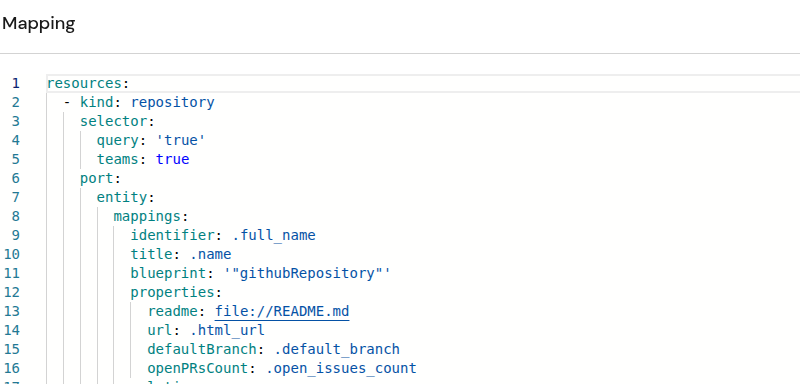 Mapping
1 resources:
2   - kind: repository
3     selector:
4       query: 'true'
5       teams: true
6     port:
7       entity:
8         mappings:
9           identifier: .full_name
10           title: .name
11           blueprint: '"githubRepository"'
12           properties:
13             readme: file://README.md
14             url: .html_url
15             defaultBranch: .default_branch
16             openPRsCount: .open_issues_count